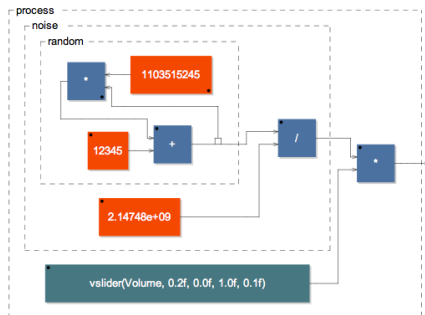 process
noise
random
*
1103515245
12345
+
/
*
2.14748e+09
vslider(Volume, 0.2f, 0.0f, 1.0f, 0.1f)